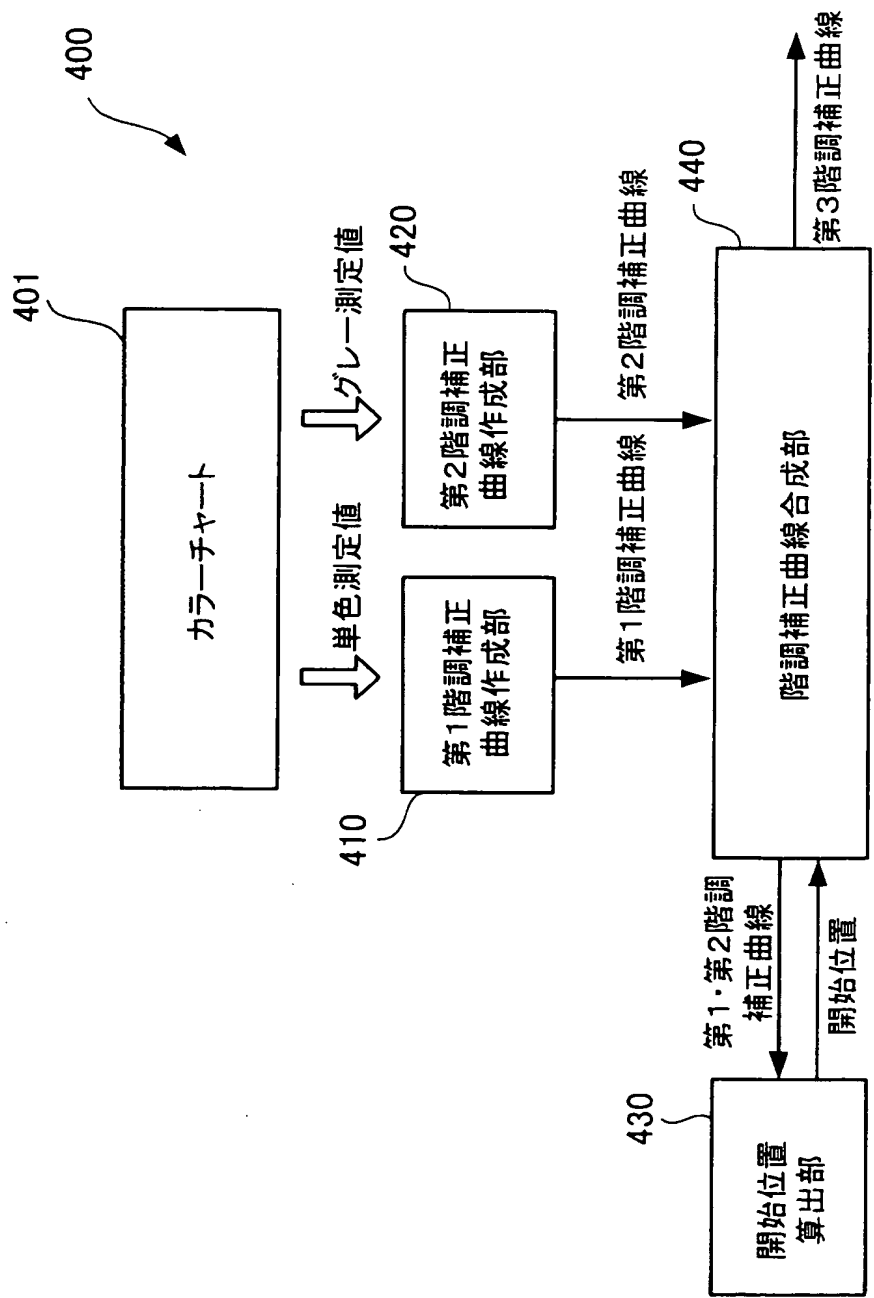 400
401
カラーチャート
単色測定値
グレー測定値
410
第1階調補正
曲線作成部
420
第2階調補正
曲線作成部
第1階調補正曲線
第2階調補正曲線
430
開始位置
算出部
第1・第2階調
補正曲線
開始位置
440
階調補正曲線合成部
第3階調補正曲線